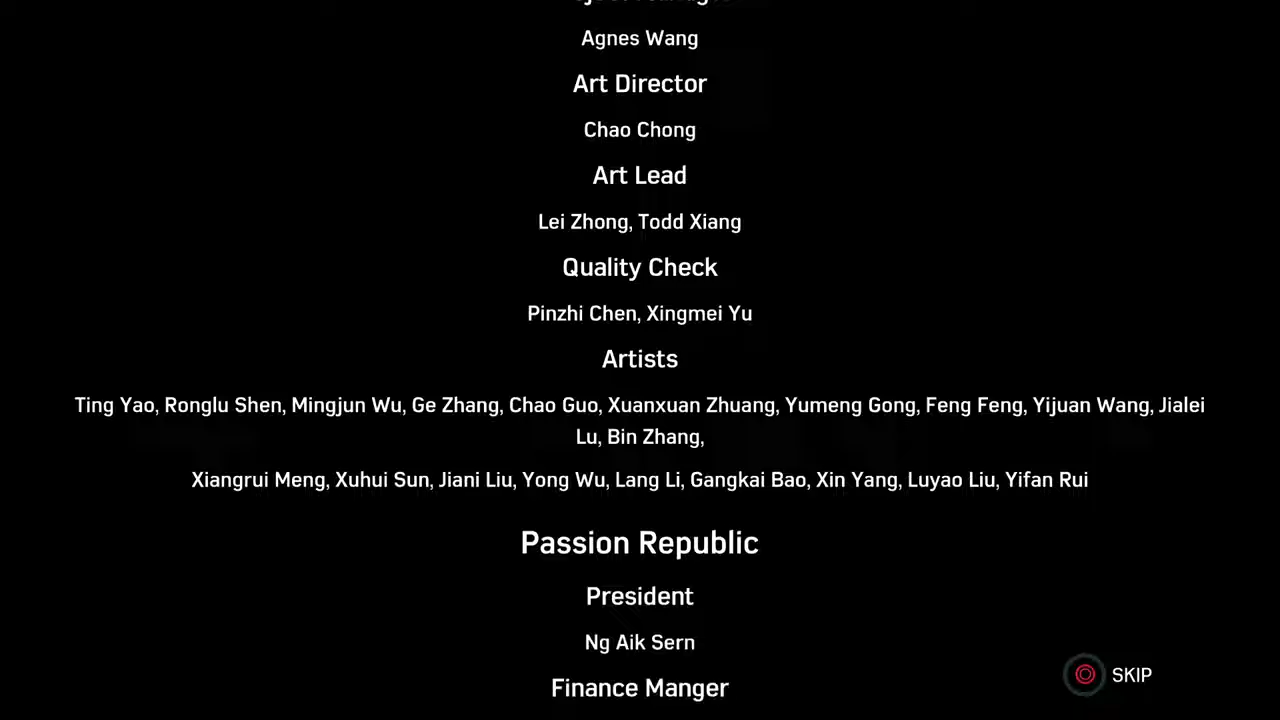 Agnes Wang
Art Director
Chao Chong
Art Lead
Lei Zhong, Todd Xiang
Quality Check
Pinzhi Chen, Xingmei Yu
Artists
Ting Yao, Ronglu Shen, Mingjun Wu, Ge Zhang, Chao Guo, Xuanxuan Zhuang, Yumeng Gong, Feng Feng, Yijuan Wang, Jialei
Lu, Bin Zhang,
Xiangrui Meng, Xuhui Sun, Jiani Liu, Yong Wu, Lang Li, Gangkai Bao, Xin Yang, Luyao Liu, Yifan Rui
Passion Republic
President
Ng Aik Sern
Finance Manger
SKIP